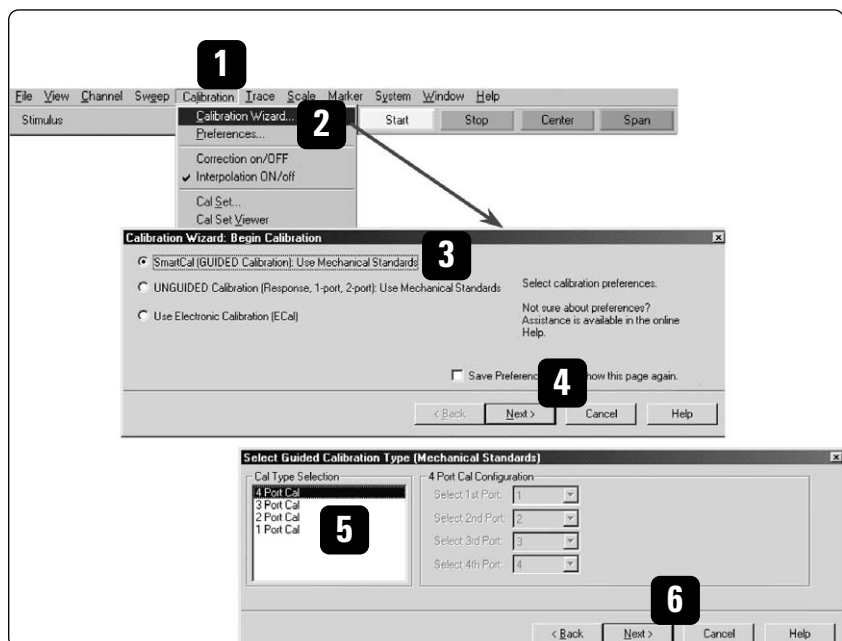 1
File View Channel Sweep Calibration Trace Scale Marker System Window Help
Stimulus Calibration Wizard... 2 Start Stop Center Span
Preferences...
Correction on/OFF
✓ Interpolation ON/off
Cal Set...
Cal Set Viewer
Calibration Wizard: Begin Calibration
3
SmartCal (GUIDED Calibration): Use Mechanical Standards
UNGUIDED Calibration (Response, 1-port, 2-port): Use Mechanical Standards
Use Electronic Calibration (ECal)
Select calibration preferences.
Not sure about preferences?
Assistance is available in the online
Help.
Save how this page again.
4
< Back Next > Cancel Help
Select Guided Calibration Type (Mechanical Standards)
Cal Type Selection
4 Port Cal
3 Port Cal
2 Port Cal
1 Port Cal
5
4 Port Cal Configuration
Select 1st Port: 1
Select 2nd Port: 2
Select 3rd Port: 3
Select 4th Port: 4
6
< Back Next > Cancel Help